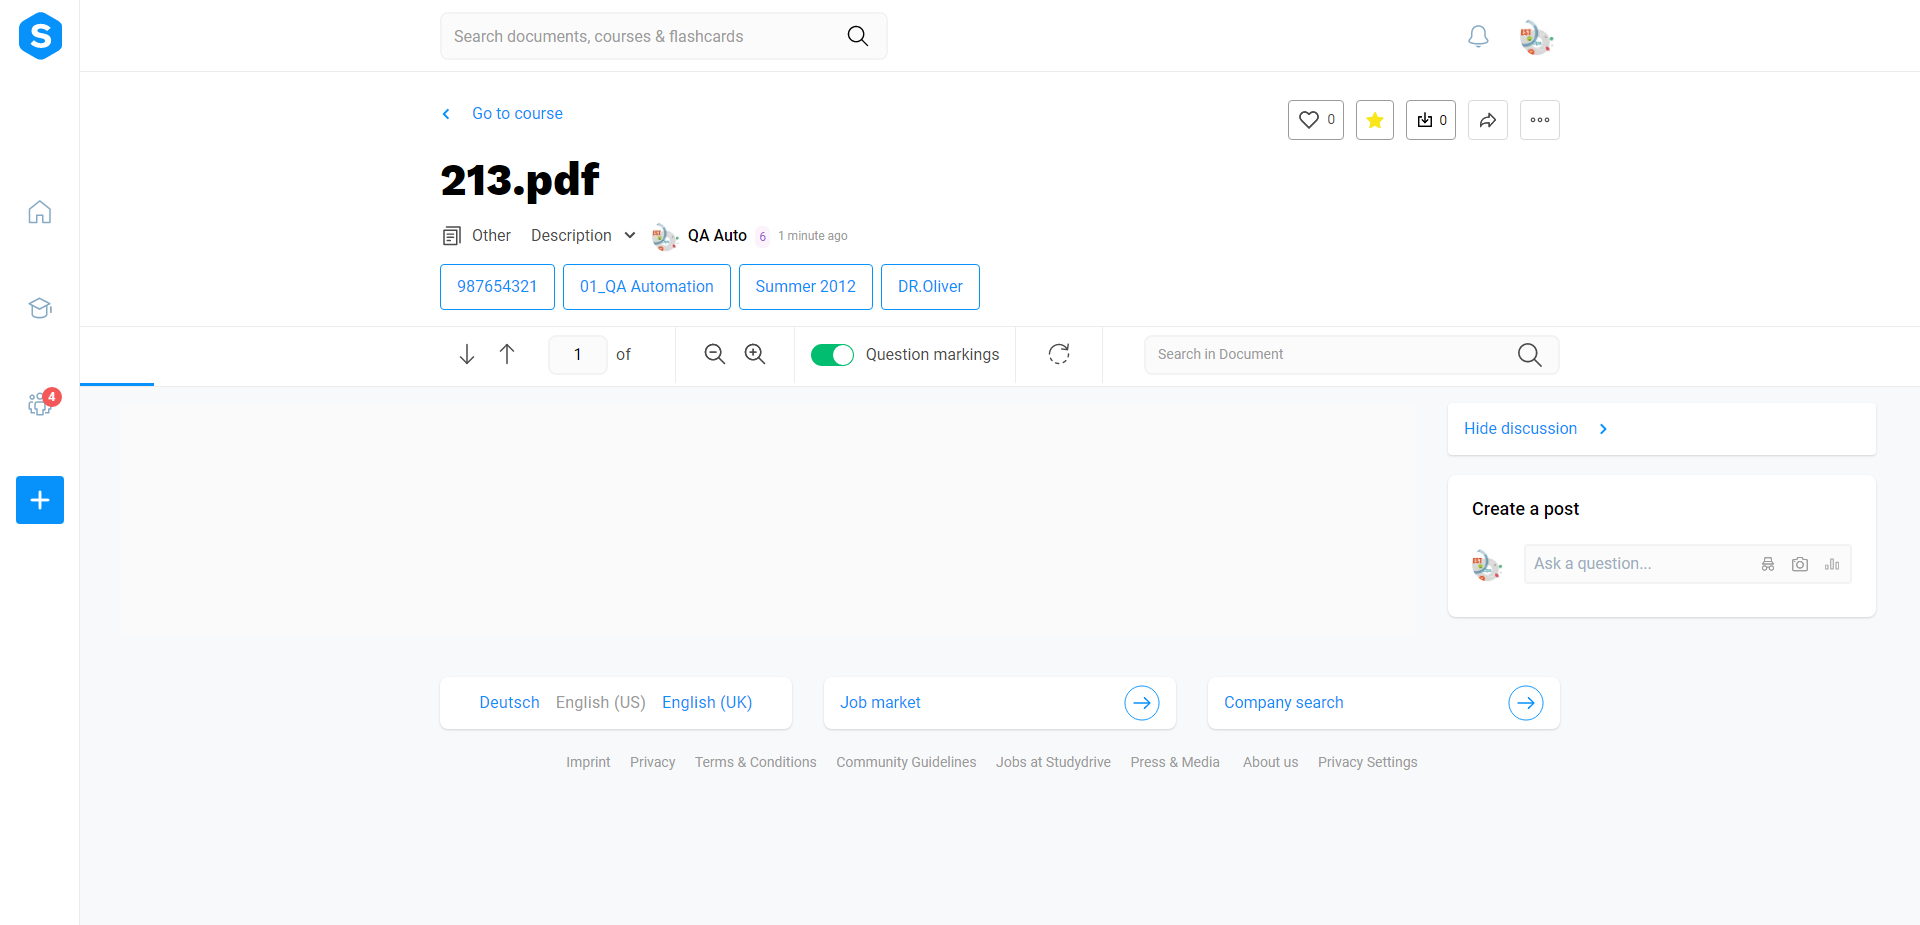 S
Search documents, courses & flashcards
Go to course
0
0
213.pdf
Other Description QA Auto 6 1 minute ago
987654321 01_QA Automation Summer 2012 DR.Oliver
1 of Question markings Search in Document
4
Hide discussion
Create a post
Ask a question...
Deutsch English (US) English (UK) Job market Company search
Imprint Privacy Terms & Conditions Community Guidelines Jobs at Studydrive Press & Media About us Privacy Settings